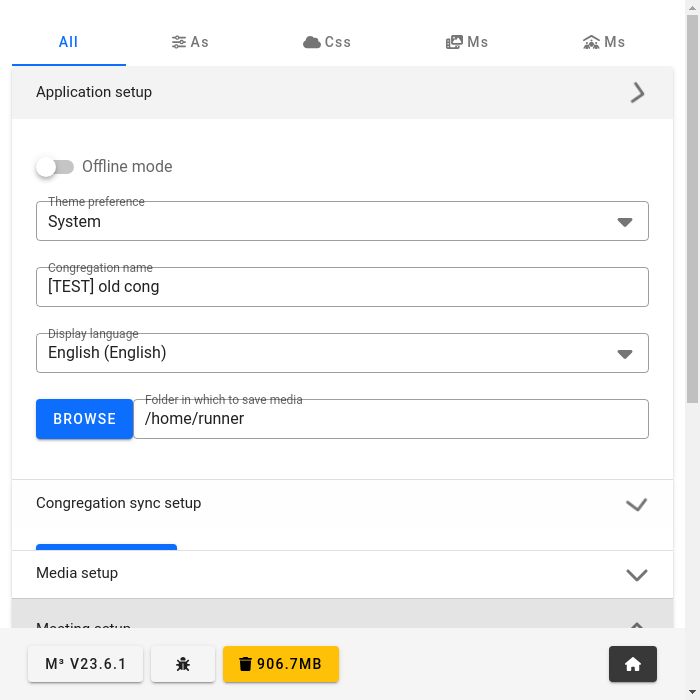 All
As
Css
Ms
Ms
Application setup
Offline mode
Theme preference
System
Congregation name
[TEST] old cong
Display language
English (English)
Folder in which to save media
BROWSE
/home/runner
Congregation sync setup
Media setup
Meeting setup
M³ V23.6.1
906.7MB